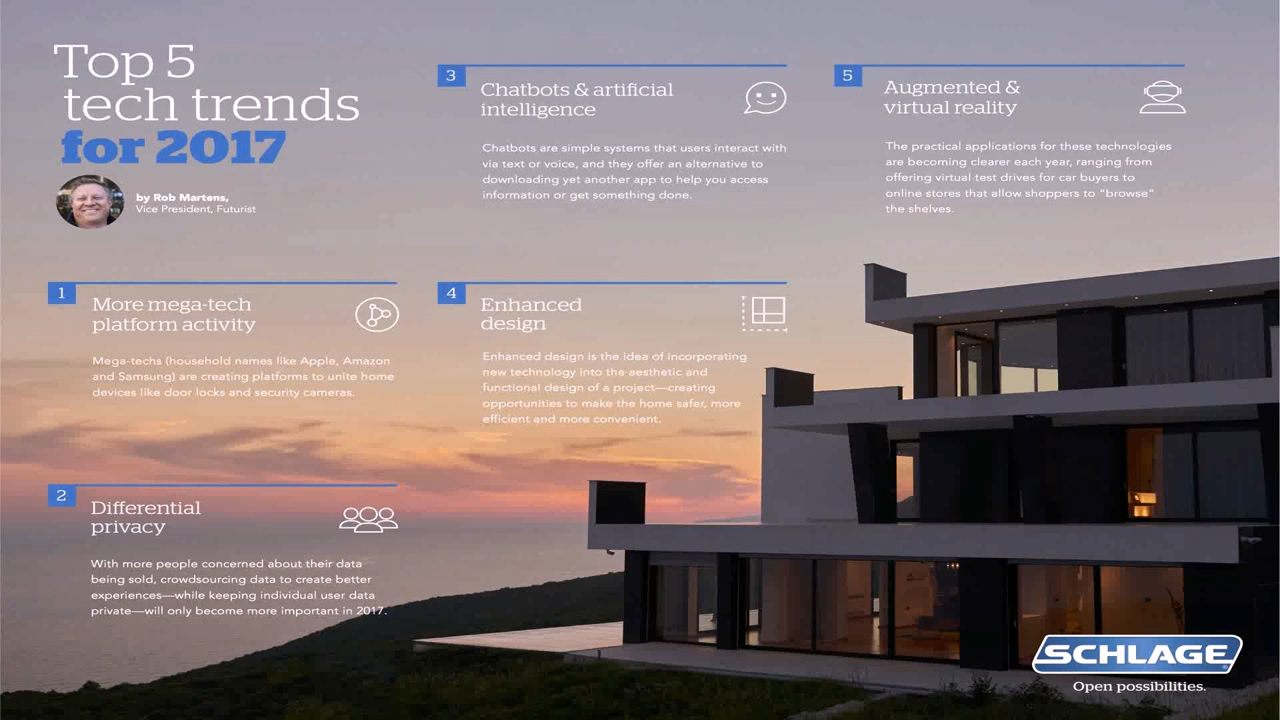 Top 5
tech trends
for 2017
by Rob Martens,
Vice President, Futurist
1
More mega-tech
platform activity
Mega-techs (household names like Apple, Amazon
and Samsung) are creating platforms to unite home
devices like door locks and security cameras.
2
Differential
privacy
With more people concerned about their data
being sold, crowdsourcing data to create better
experiences—while keeping individual user data
private—will only become more important in 2017.
3
Chatbots & artificial
intelligence
Chatbots are simple systems that users interact with
via text or voice, and they offer an alternative to
downloading yet another app to help you access
information or get something done.
4
Enhanced
design
Enhanced design is the idea of incorporating
new technology into the aesthetic and
functional design of a project—creating
opportunities to make the home safer, more
efficient and more convenient.
5
Augmented &
virtual reality
The practical applications for these technologies
are becoming clearer each year, ranging from
offering virtual test drives for car buyers to
online stores that allow shoppers to "browse"
the shelves.
SCHLAGE®
Open possibilities.